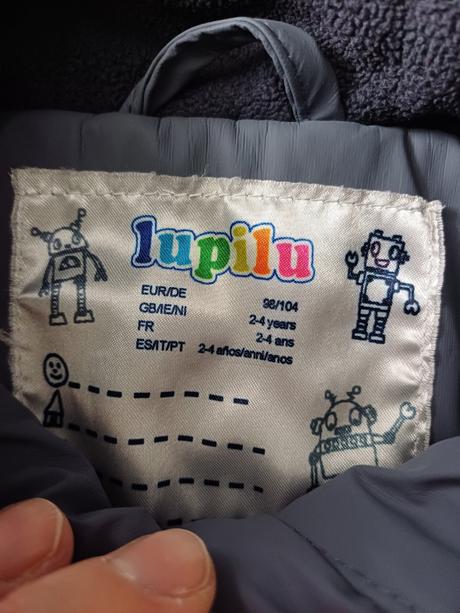 lupilu
EUR/DE 98/104
GB/IE/NI 2-4 years
FR 2-4 ans
ES/IT/PT 2-4 años/anni/anos